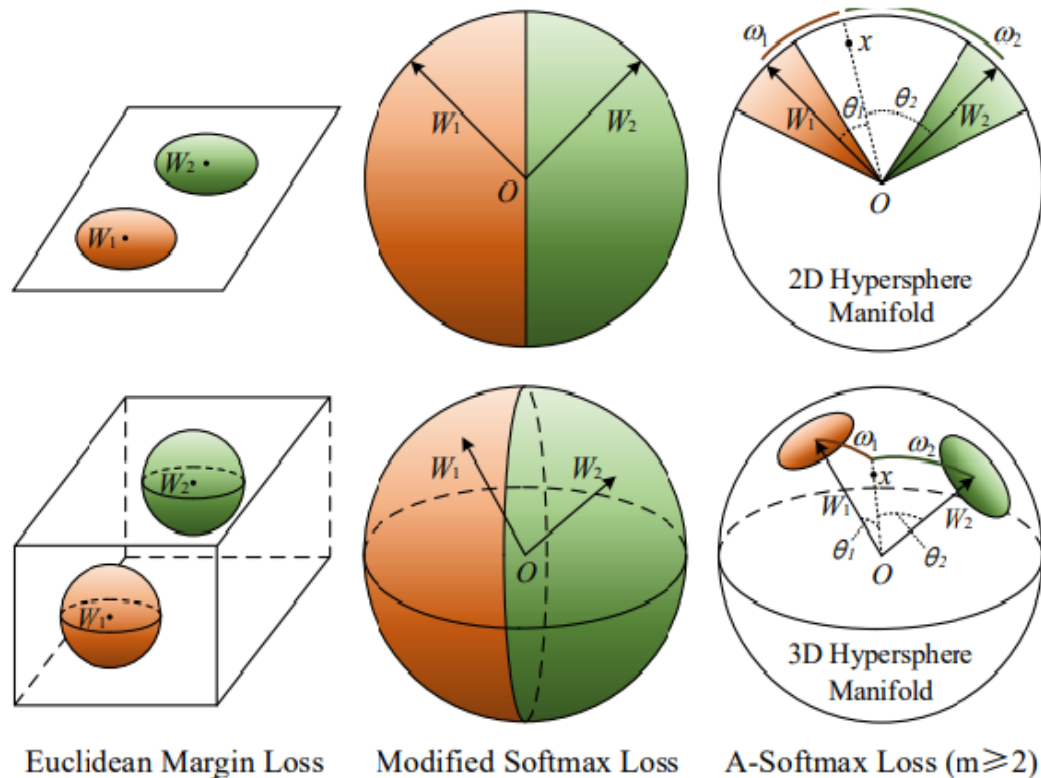 W₂
W₁
W₁
W₂
O
ω₁
ω₂
x
θ₁
θ₂
W₁
W₂
O
2D Hypersphere
Manifold
W₂
W₁
W₁
W₂
O
ω₁
ω₂
x
W₁
W₂
θ₁
θ₂
O
3D Hypersphere
Manifold
Euclidean Margin Loss
Modified Softmax Loss
A-Softmax Loss (m≥2)